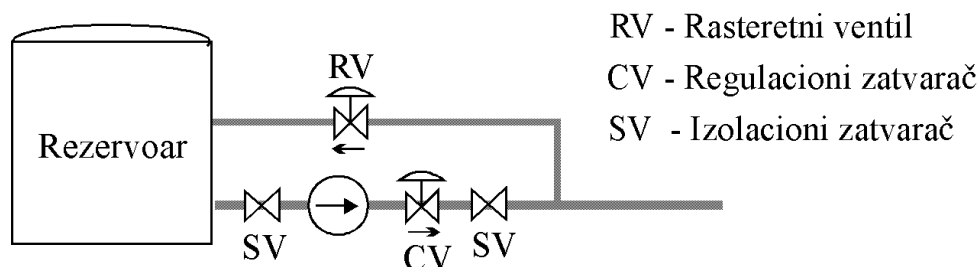 RV - Rasteretni ventil
CV - Regulacioni zatvarač
SV - Izolacioni zatvarač
RV
Rezervoar
SV
CV
SV